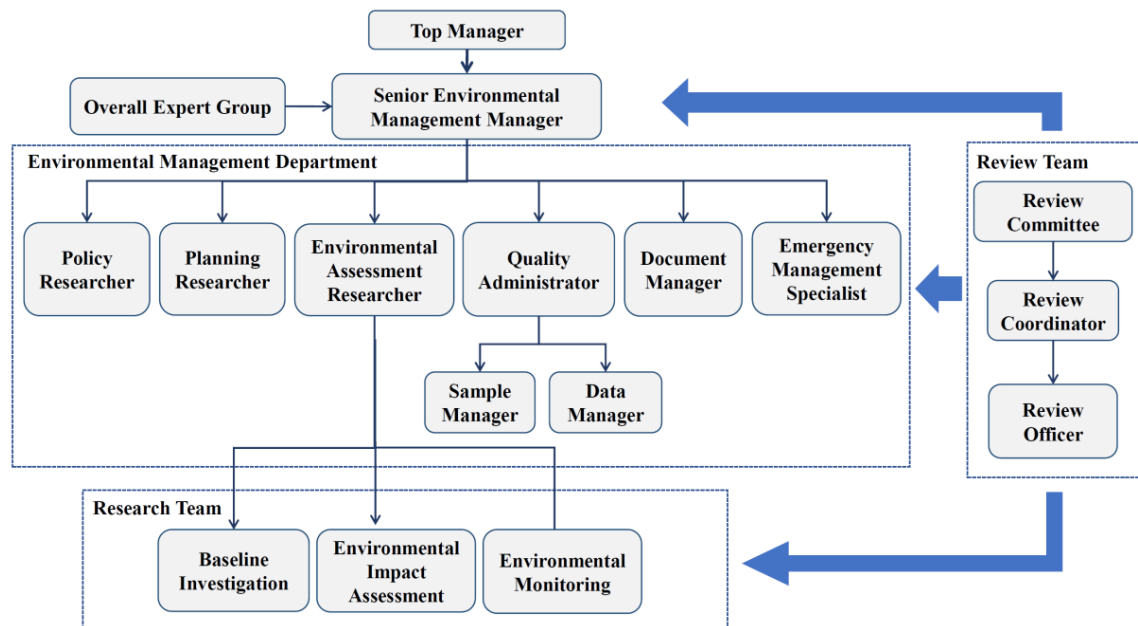 Top Manager
Overall Expert Group
Senior Environmental
Management Manager
Environmental Management Department
Policy
Researcher
Planning
Researcher
Environmental
Assessment
Researcher
Quality
Administrator
Document
Manager
Emergency
Management
Specialist
Sample
Manager
Data
Manager
Review Team
Review
Committee
Review
Coordinator
Review
Officer
Research Team
Baseline
Investigation
Environmental
Impact
Assessment
Environmental
Monitoring